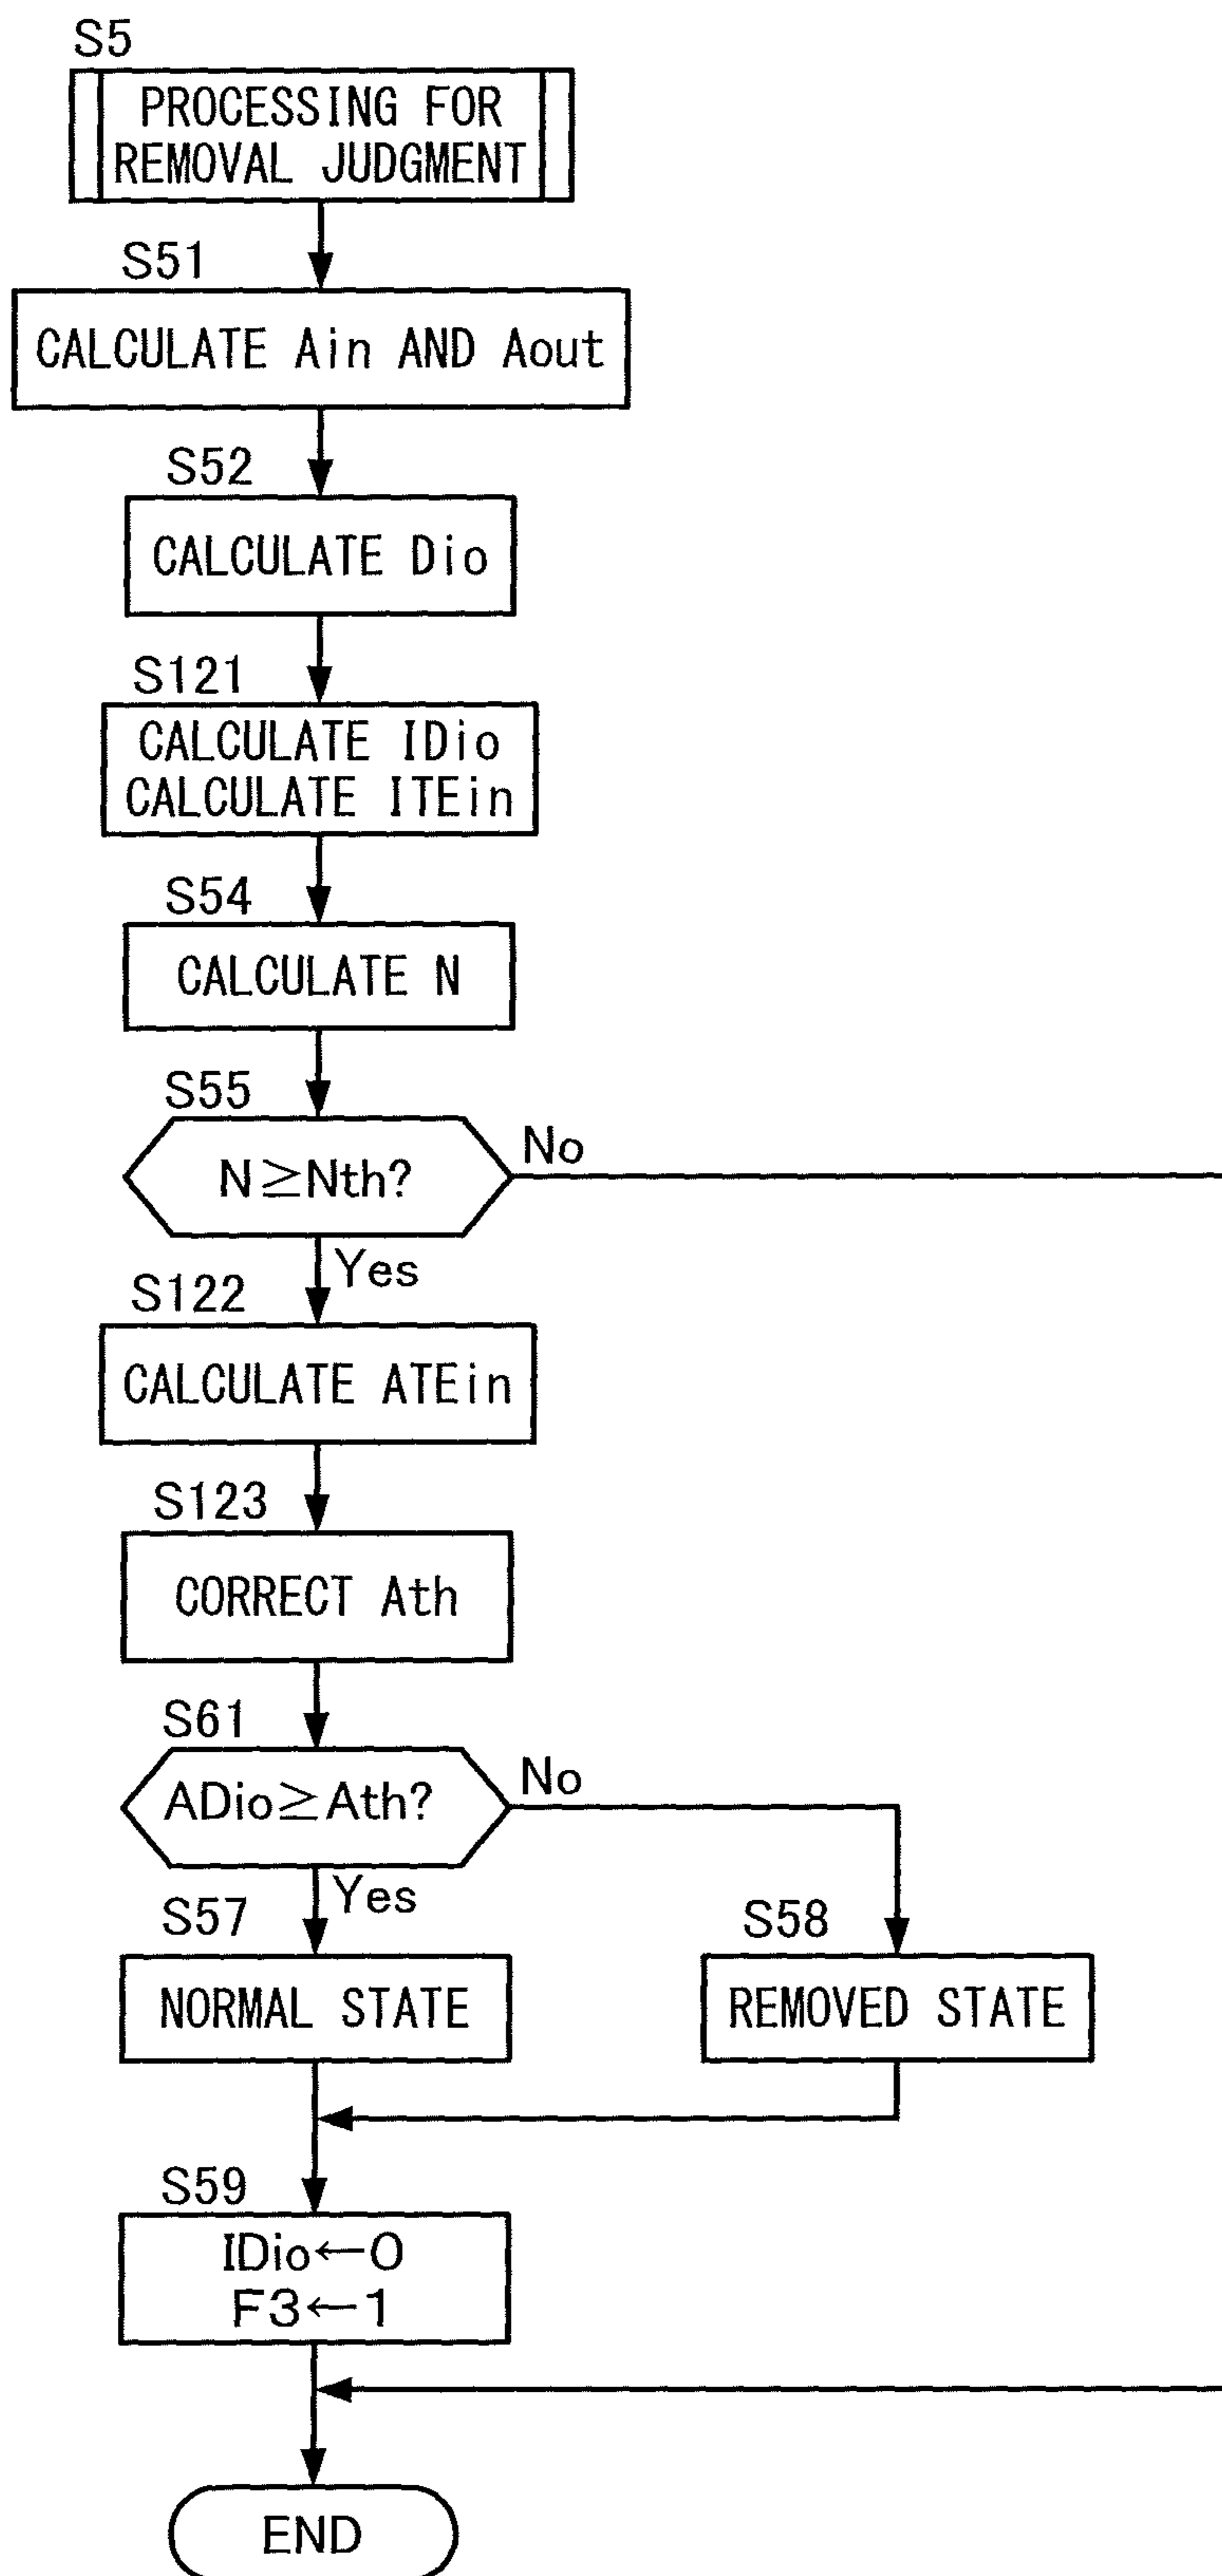 S5
PROCESSING FOR
REMOVAL JUDGMENT
S51
CALCULATE Ain AND Aout
S52
CALCULATE Dio
S121
CALCULATE IDio
CALCULATE ITEin
S54
CALCULATE N
S55
N≥Nth?
No
Yes
S122
CALCULATE ATEin
S123
CORRECT Ath
S61
ADio≥Ath?
No
Yes
S57
NORMAL STATE
S58
REMOVED STATE
S59
IDio←0
F3←1
END